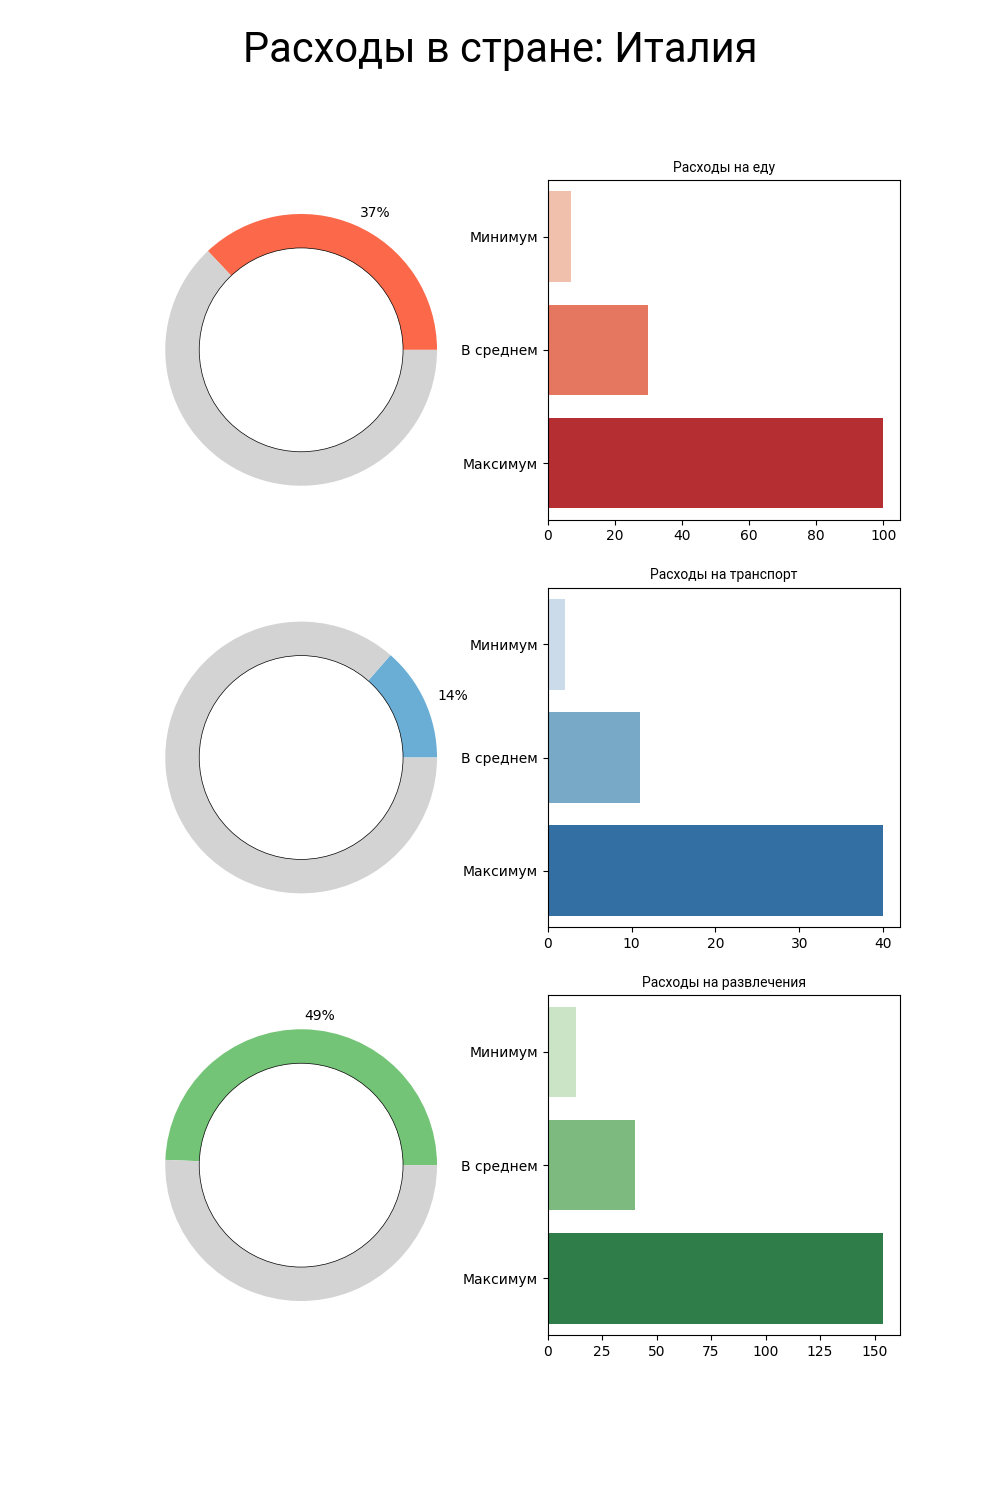 Расходы в стране: Италия
37%
Расходы на еду
Минимум
В среднем
Максимум
0 20 40 60 80 100
14%
Расходы на транспорт
Минимум
В среднем
Максимум
0 10 20 30 40
49%
Расходы на развлечения
Минимум
В среднем
Максимум
0 25 50 75 100 125 150